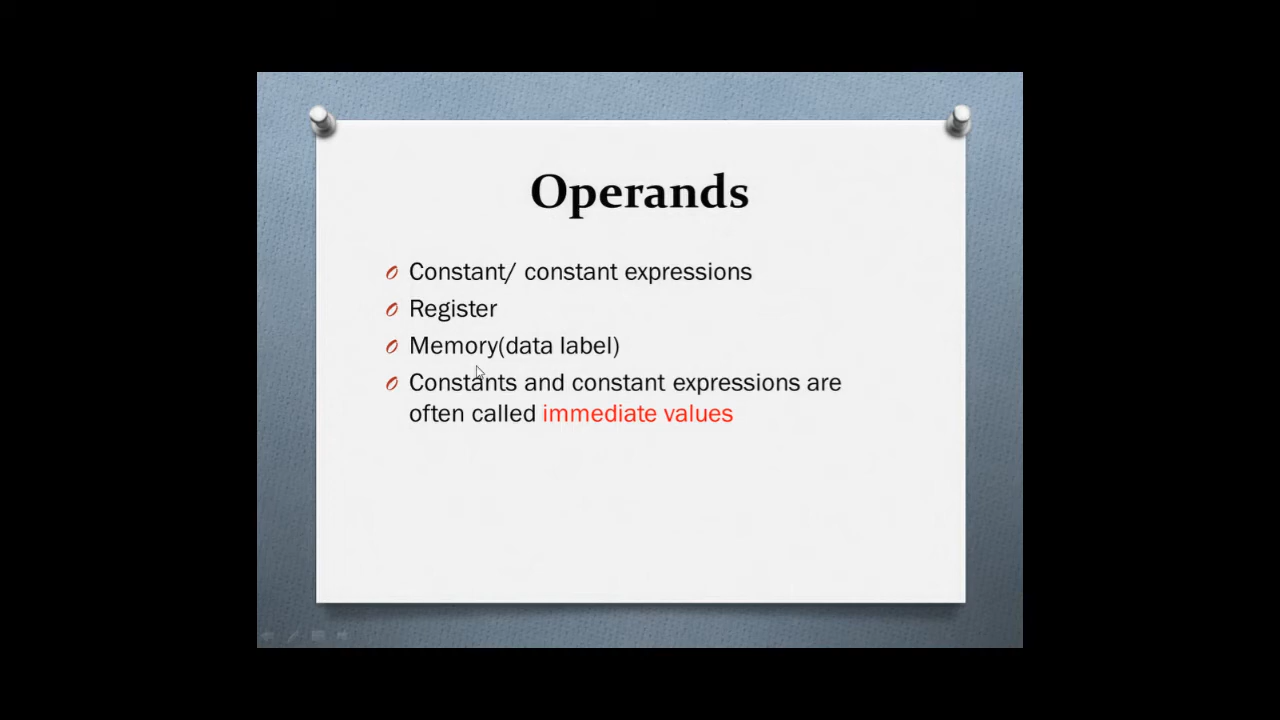 Operands
Constant/ constant expressions
Register
Memory(data label)
Constants and constant expressions are
often called immediate values